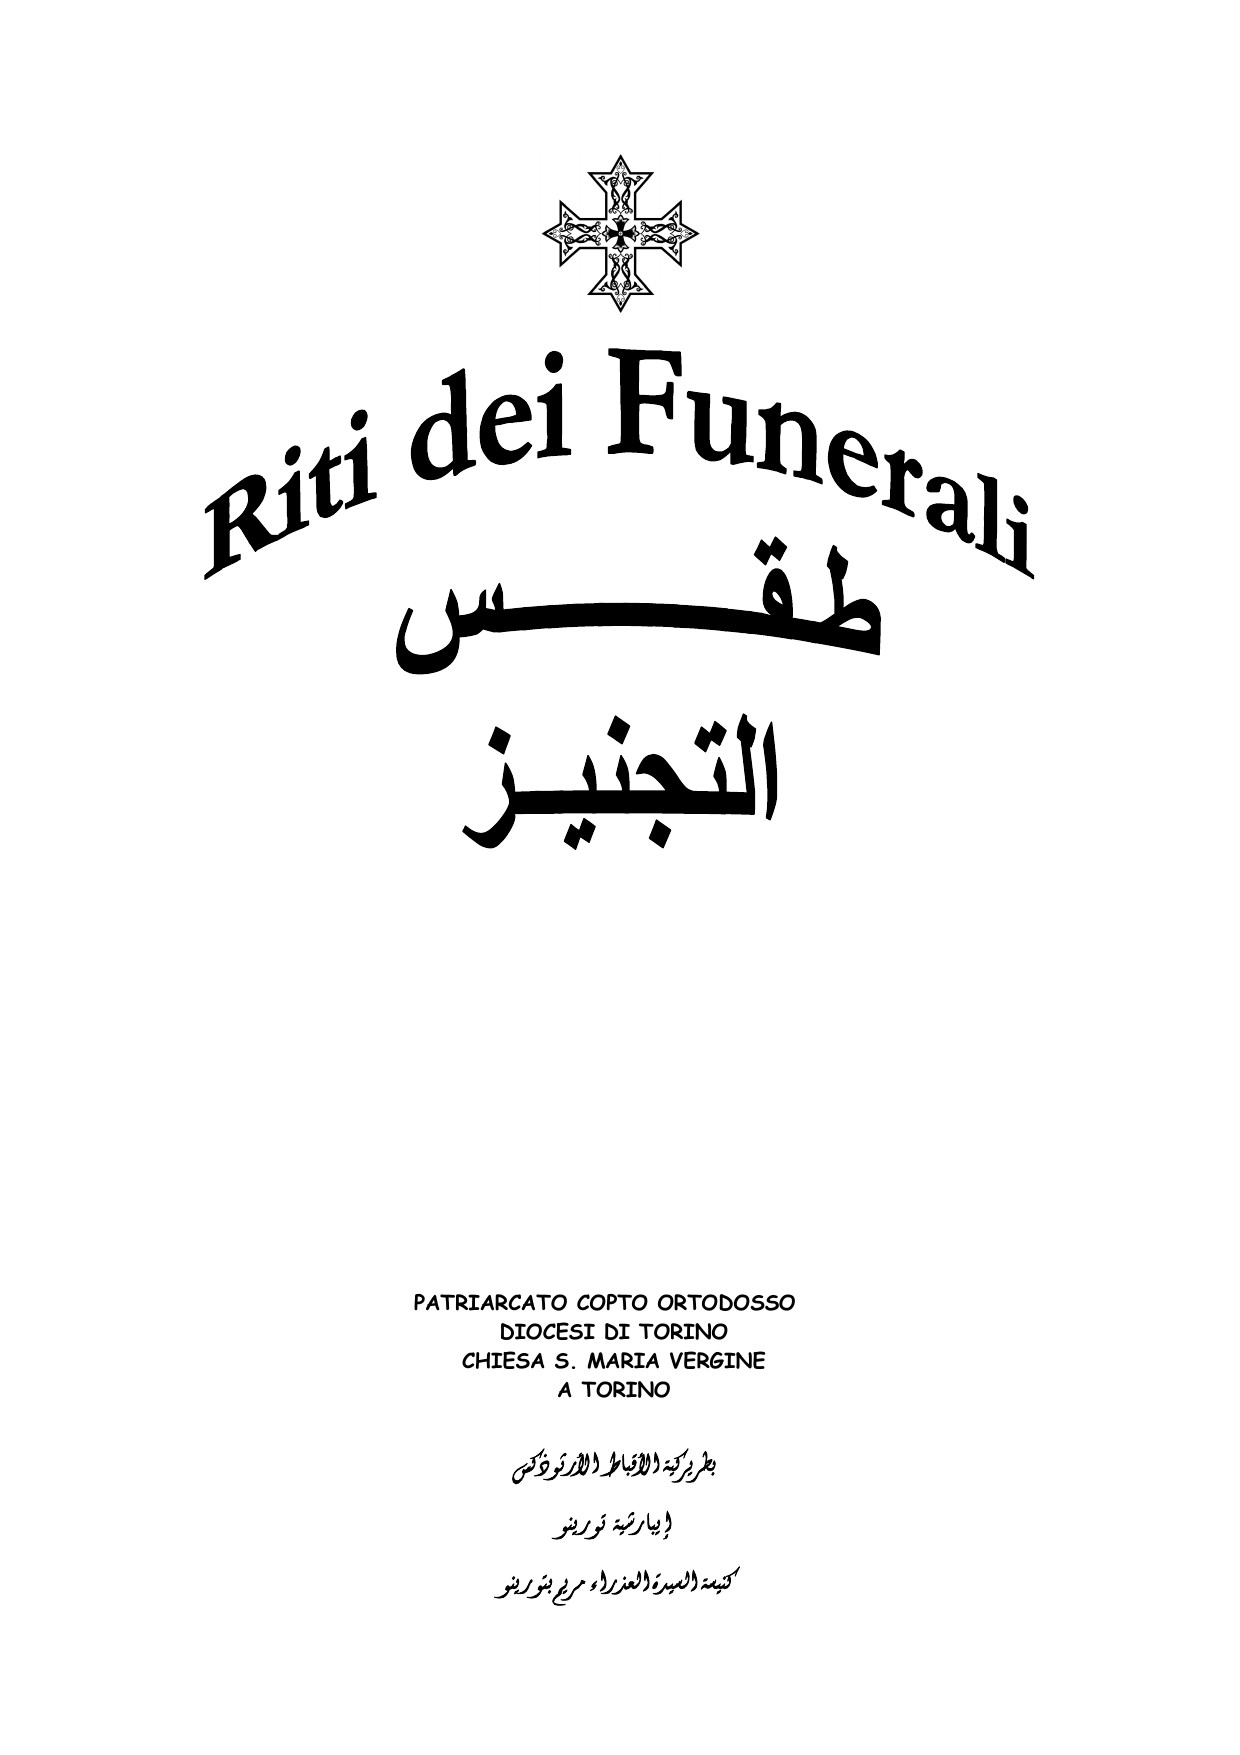 Riti dei Funerali
طقـــــــــس
التجنيـز
PATRIARCATO COPTO ORTODOSSO
DIOCESI DI TORINO
CHIESA S. MARIA VERGINE
A TORINO
بطريركية الأقباط الأرثوذكس
إيبارشية تورينو
كنيسة السيدة العذراء مريم بتورينو